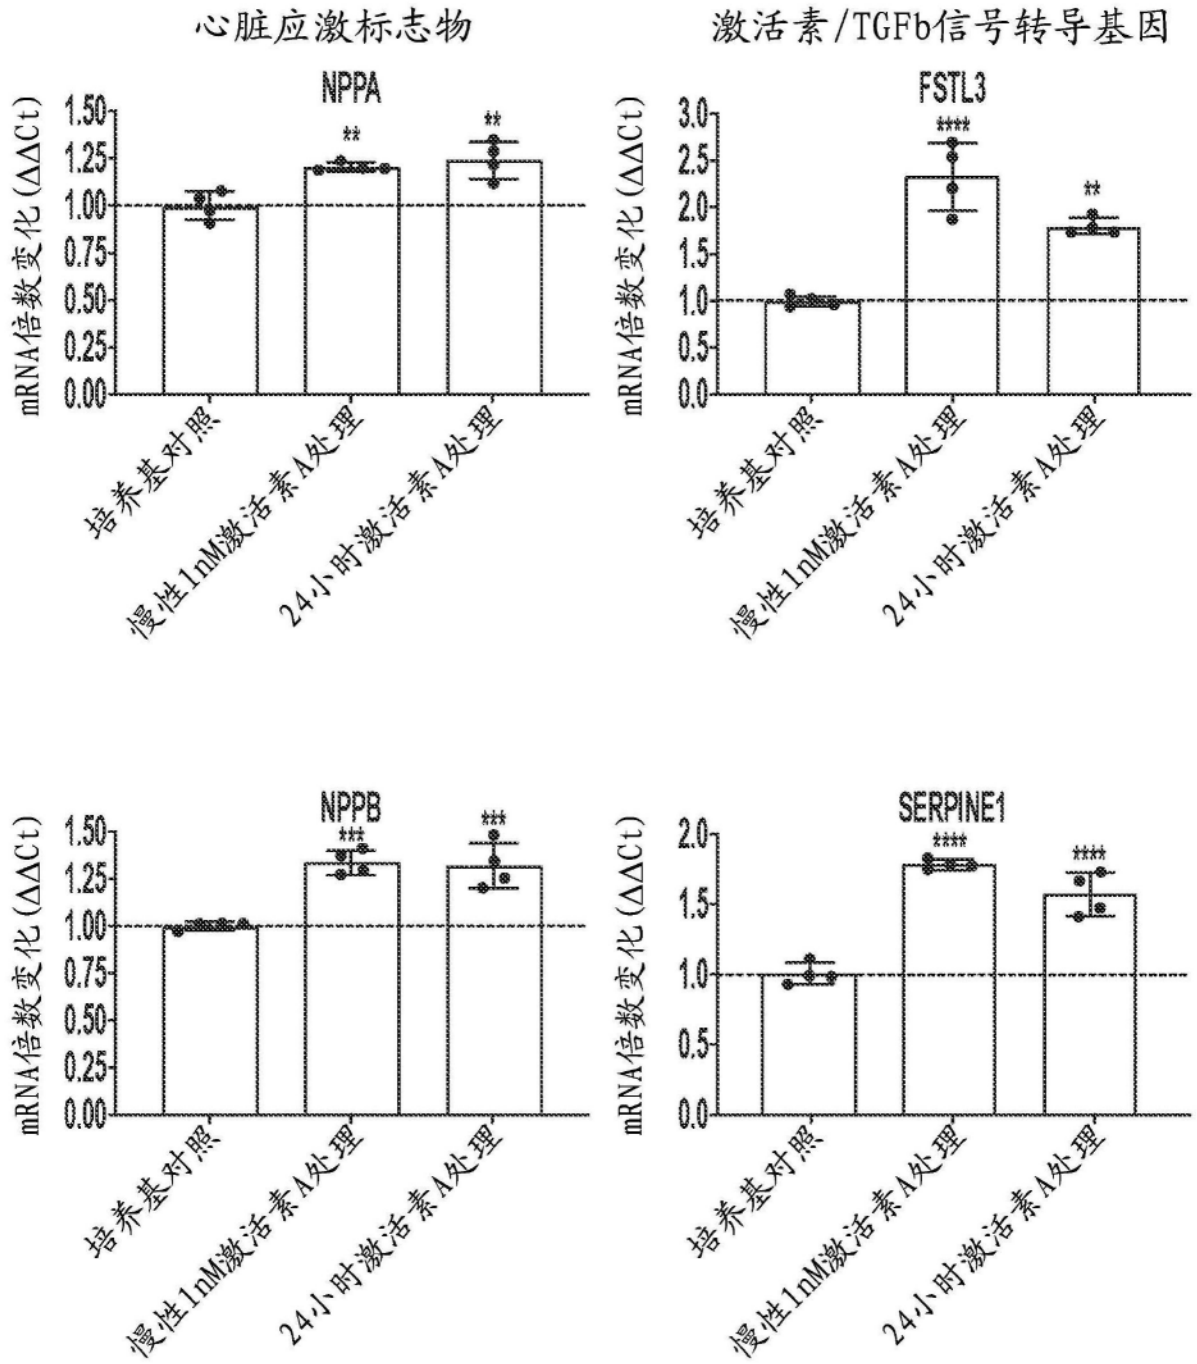 心脏应激标志物
激活素/TGFb信号转导基因
NPPA
mRNA倍数变化(ΔΔCt)
1.50
1.25
1.00
0.75
0.50
0.25
0.00
**
**
培养基对照
慢性1nM激活素A处理
24小时激活素A处理
FSTL3
mRNA倍数变化(ΔΔCt)
3.0
2.5
2.0
1.5
1.0
0.5
0.0
****
**
培养基对照
慢性1nM激活素A处理
24小时激活素A处理
NPPB
mRNA倍数变化(ΔΔCt)
1.50
1.25
1.00
0.75
0.50
0.25
0.00
***
***
培养基对照
慢性1nM激活素A处理
24小时激活素A处理
SERPINE1
mRNA倍数变化(ΔΔCt)
2.0
1.5
1.0
0.5
0.0
****
****
培养基对照
慢性1nM激活素A处理
24小时激活素A处理